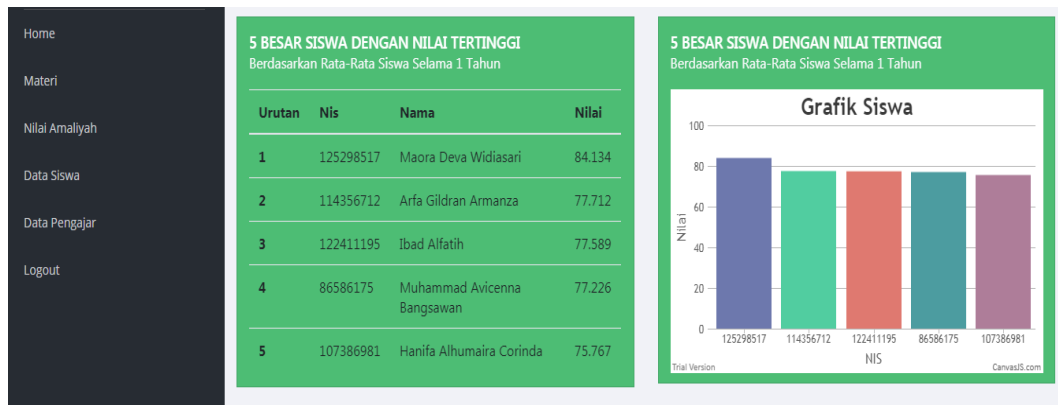 Home
Materi
Nilai Amaliyah
Data Siswa
Data Pengajar
Logout
5 BESAR SISWA DENGAN NILAI TERTINGGI
Berdasarkan Rata-Rata Siswa Selama 1 Tahun
Urutan Nis Nama Nilai
1 125298517 Maora Deva Widiasari 84.134
2 114356712 Arfa Gildran Armanza 77.712
3 122411195 Ibad Alfatih 77.589
4 86586175 Muhammad Avicenna 77.226
Bangsawan
5 107386981 Hanifa Alhumaira Corinda 75.767
5 BESAR SISWA DENGAN NILAI TERTINGGI
Berdasarkan Rata-Rata Siswa Selama 1 Tahun
Grafik Siswa
100
80
60
40
20
0
Nilai
125298517 114356712 122411195 86586175 107386981
NIS
Trial Version CanvasJS.com